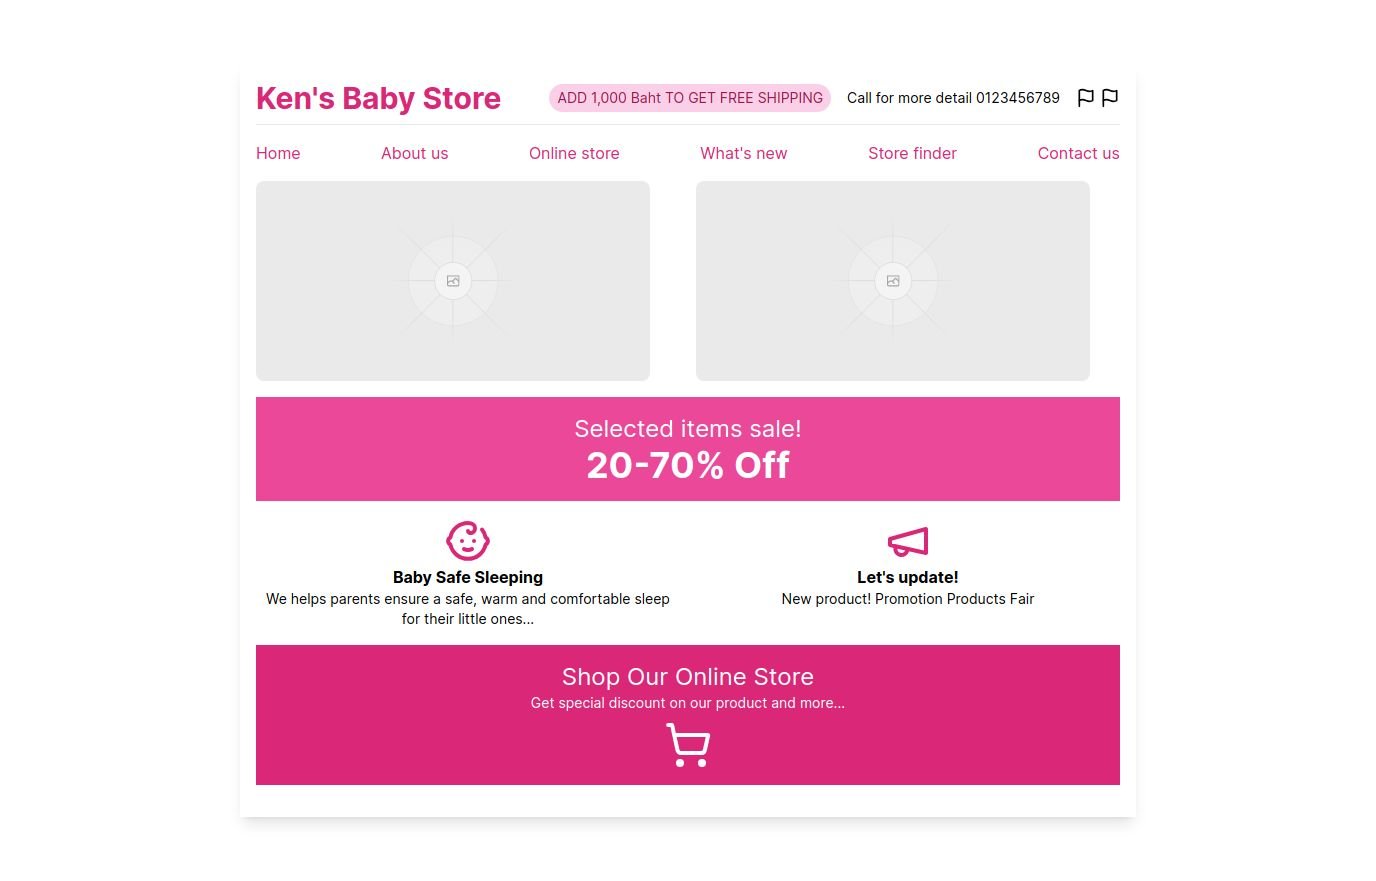 Ken's Baby Store
ADD 1,000 Baht TO GET FREE SHIPPING
Call for more detail 0123456789
Home
About us
Online store
What's new
Store finder
Contact us
Selected items sale!
20-70% Off
Baby Safe Sleeping
We helps parents ensure a safe, warm and comfortable sleep
for their little ones...
Let's update!
New product! Promotion Products Fair
Shop Our Online Store
Get special discount on our product and more...